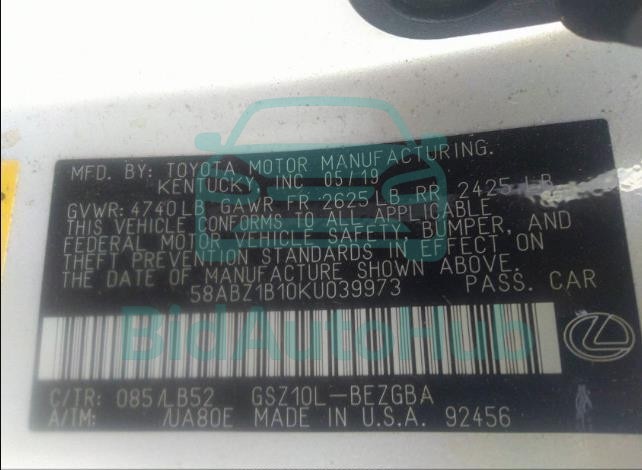 MFD. BY: TOYOTA MOTOR MANUFACTURING.
KENTUCKY INC 05/19
GVWR: 4740LB GAWR FR 2625 LB RR 2425 LB
THIS VEHICLE CONFORMS TO ALL APPLICABLE
FEDERAL MOTOR VEHICLE SAFETY, BUMPER, AND
THEFT PREVENTION STANDARDS IN EFFECT ON
THE DATE OF MANUFACTURE SHOWN ABOVE.
58ABZ1B10KU039973 PASS. CAR
BidAutoHub
C/TR: 085/LB52 GSZ10L-BEZGBA
A/TM: /UA80E MADE IN U.S.A. 92456